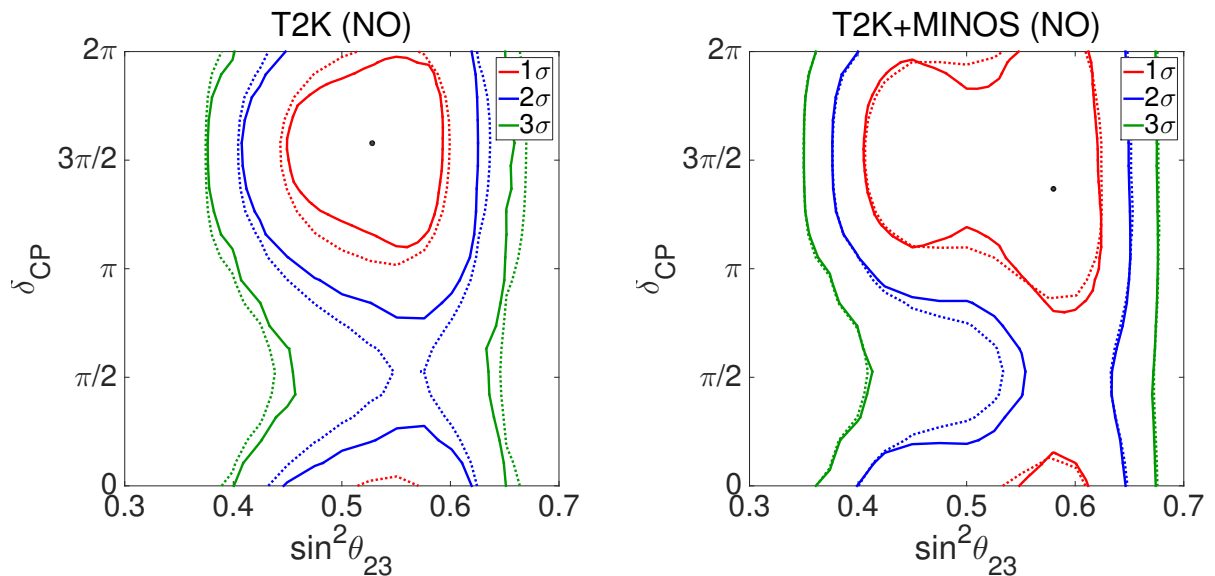 T2K (NO)
2π
3π/2
π
π/2
0
δCP
0.3 0.4 0.5 0.6 0.7
sin²θ23
1σ
2σ
3σ
T2K+MINOS (NO)
2π
3π/2
π
π/2
0
δCP
0.3 0.4 0.5 0.6 0.7
sin²θ23
1σ
2σ
3σ